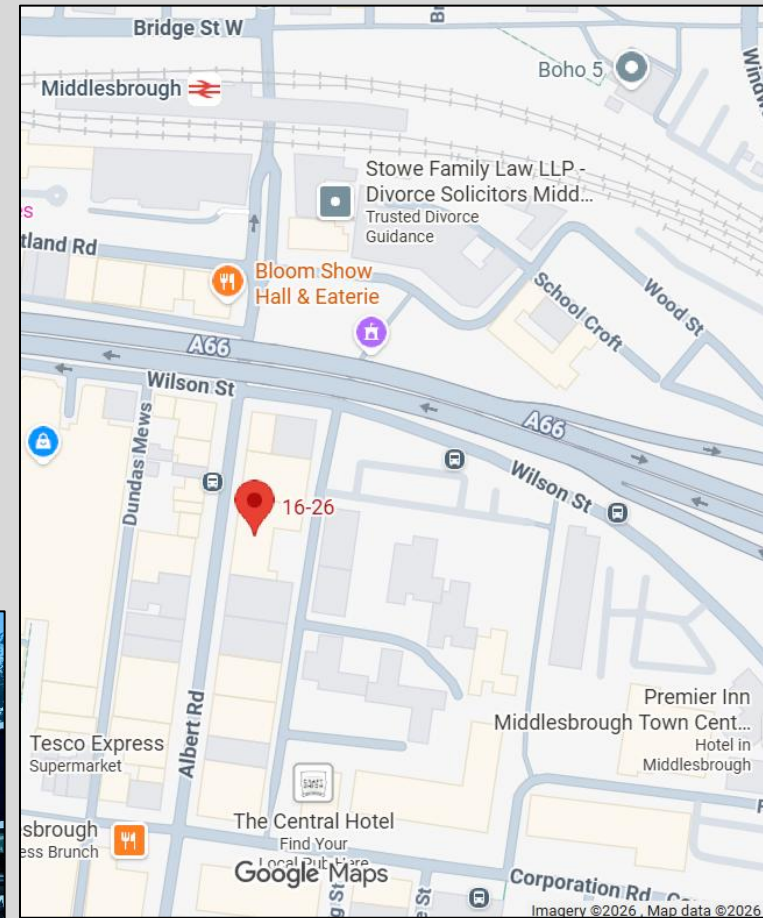 Bridge St W
Middlesbrough
Boho 5
Stowe Family Law LLP -
Divorce Solicitors Midd...
Trusted Divorce
Guidance
tland Rd
Bloom Show
Hall & Eaterie
School Croft
Wood St
A66
Wilson St
A66
Dundas Mews
Wilson St
16-26
Albert Rd
Premier Inn
Middlesbrough Town Cent...
Hotel in
Middlesbrough
Tesco Express
Supermarket
sbrough
ess Brunch
The Central Hotel
Find Your
Local Pub Here
Google Maps
g St
e St
Corporation Rd
Imagery ©2026 , Map data ©2026